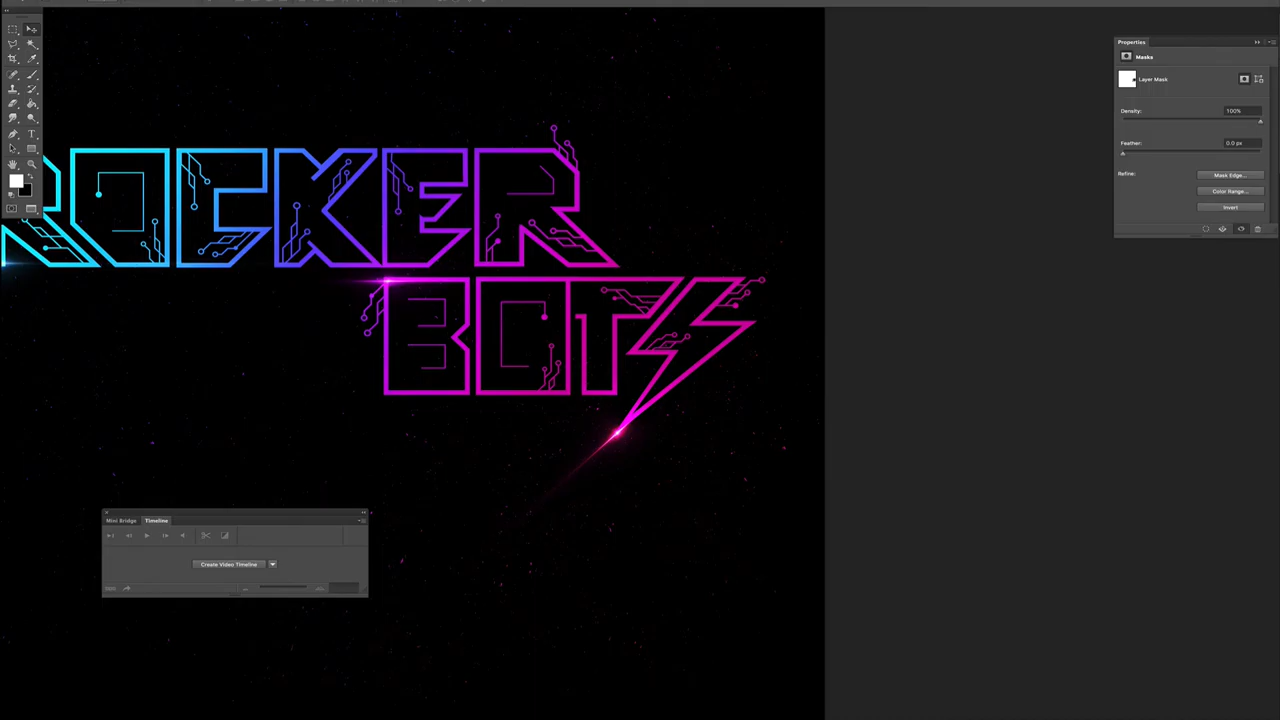 Properties
Masks
Layer Mask
Density: 100%
Feather: 0.0 px
Refine: Mask Edge...
Color Range...
Invert
ROCKER
BOTS
Mini Bridge Timeline
Create Video Timeline